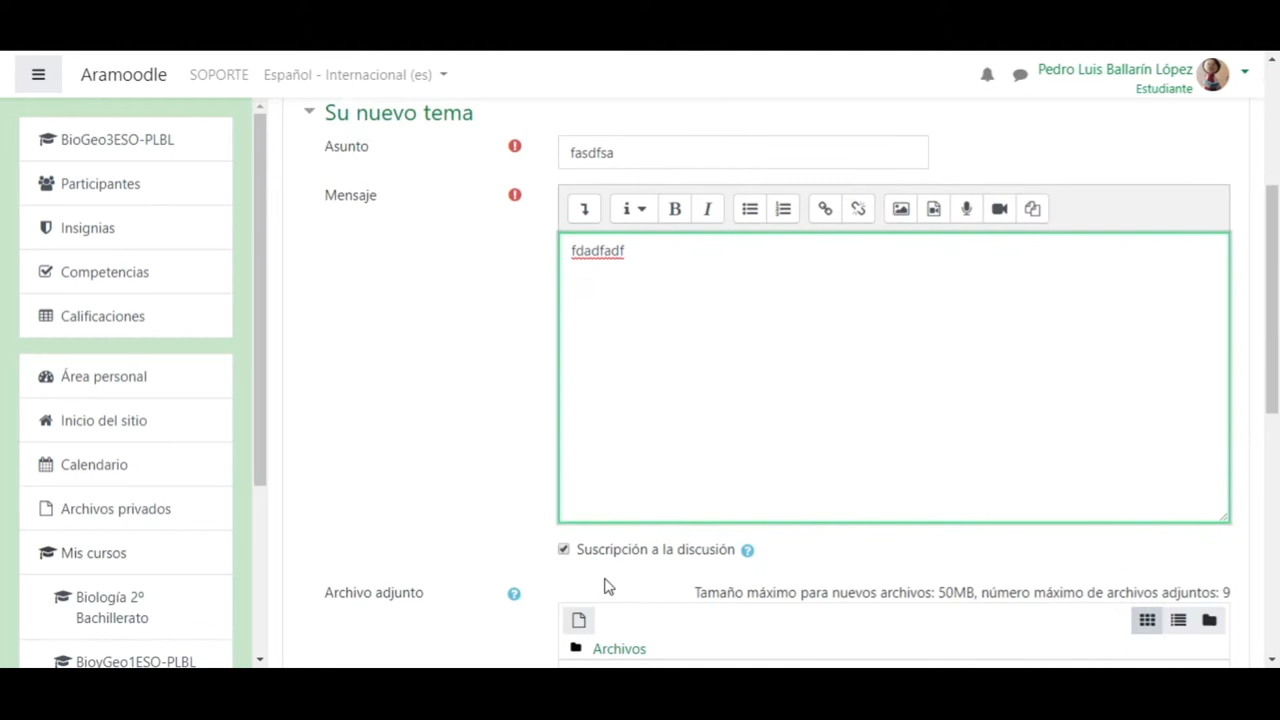 Aramoodle
SOPORTE
Español - Internacional (es)
Pedro Luis Ballarín López
Estudiante
BioGeo3ESO-PLBL
Participantes
Insignias
Competencias
Calificaciones
Área personal
Inicio del sitio
Calendario
Archivos privados
Mis cursos
Biología 2º
Bachillerato
BioyGeo1ESO-PLBL
Su nuevo tema
Asunto
fasdfsa
Mensaje
B I
fdadfadf
Suscripción a la discusión
Archivo adjunto
Tamaño máximo para nuevos archivos: 50MB, número máximo de archivos adjuntos: 9
Archivos